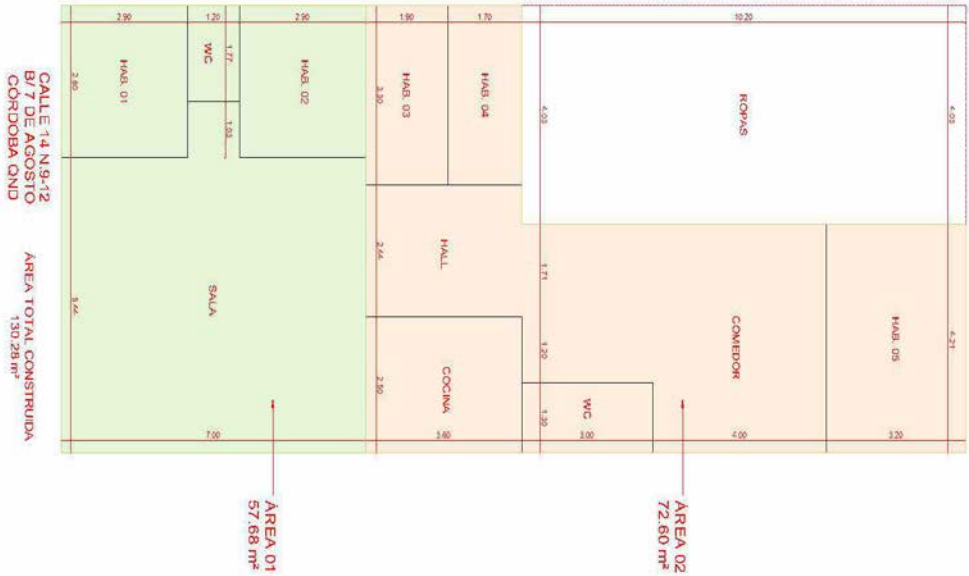 2.90
1.20
2.90
1.90
1.70
10.20
HAB. 01
WC
1.77
1.03
HAB. 02
HAB. 03
HAB. 04
ROPAS
2.80
3.30
4.03
4.03
SALA
HALL
COMEDOR
HAB. 05
2.44
1.71
4.21
COCINA
WC
2.50
1.20
1.30
7.00
3.60
3.00
4.00
3.20
CALLE 14 N.9-12
B/ 7 DE AGOSTO
CÓRDOBA QND
ÁREA TOTAL CONSTRUIDA
130.28 m²
ÁREA 01
57.68 m²
ÁREA 02
72.60 m²